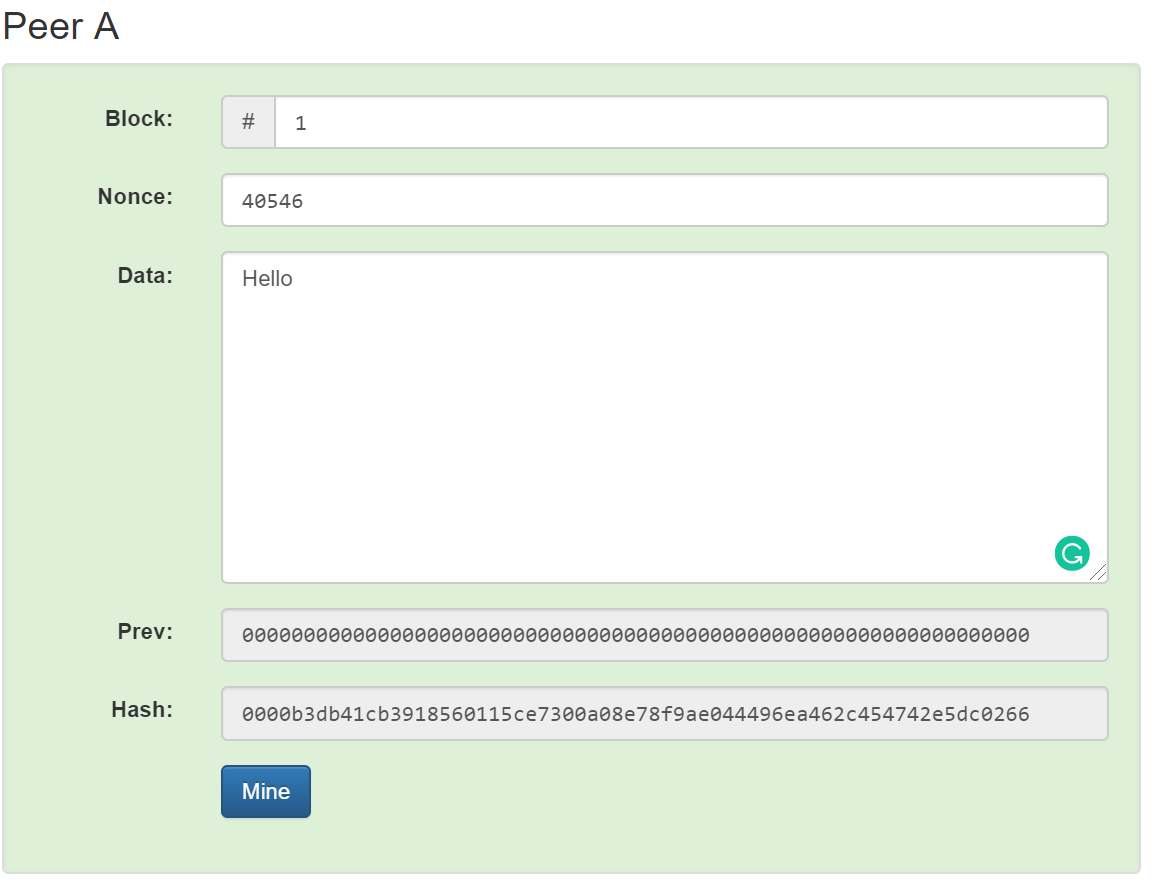 Peer A
Block: # 1
Nonce: 40546
Data: Hello
Prev: 0000000000000000000000000000000000000000000000000000000000000000
Hash: 0000b3db41cb3918560115ce7300a08e78f9ae044496ea462c454742e5dc0266
Mine